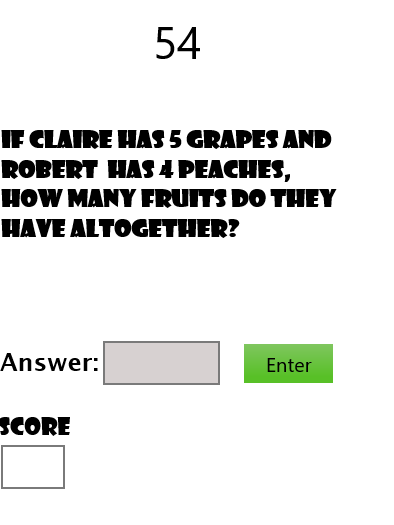 54
IF CLAIRE HAS 5 GRAPES AND
ROBERT HAS 4 PEACHES,
HOW MANY FRUITS DO THEY
HAVE ALTOGETHER?
Answer:
Enter
SCORE